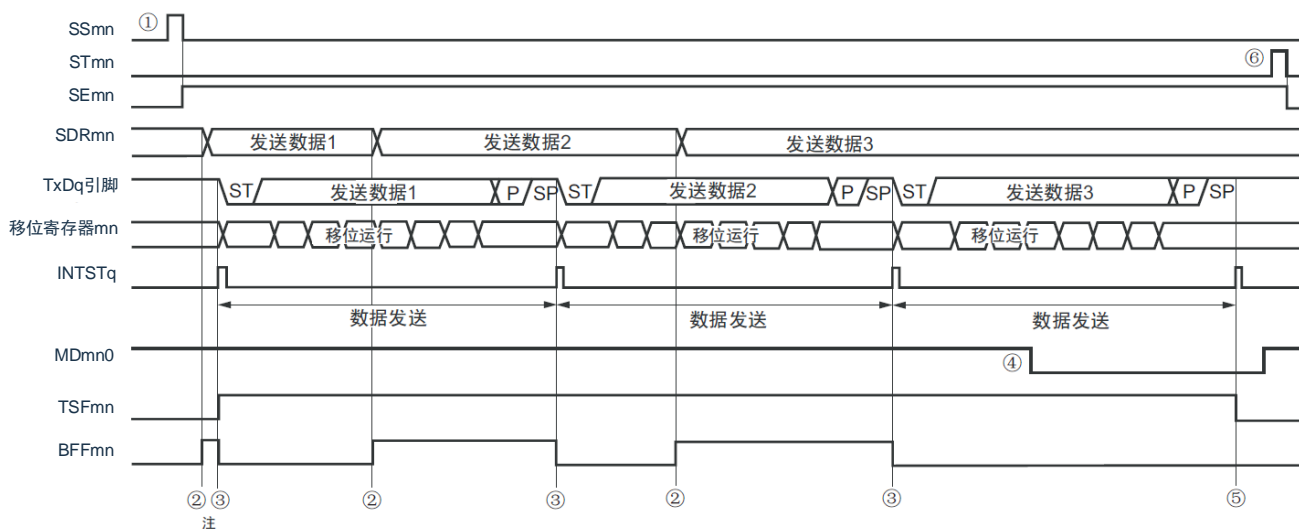 ① SSmn
STmn ⑥
SEmn
SDRmn 发送数据1 发送数据2 发送数据3
TxDq引脚 ST 发送数据1 P SP ST 发送数据2 P SP ST 发送数据3 P SP
移位寄存器mn 移位运行 移位运行 移位运行
INTSTq
数据发送 数据发送 数据发送
MDmn0 ④
TSFmn
BFFmn
② ③ ② ③ ② ③ ⑤
注